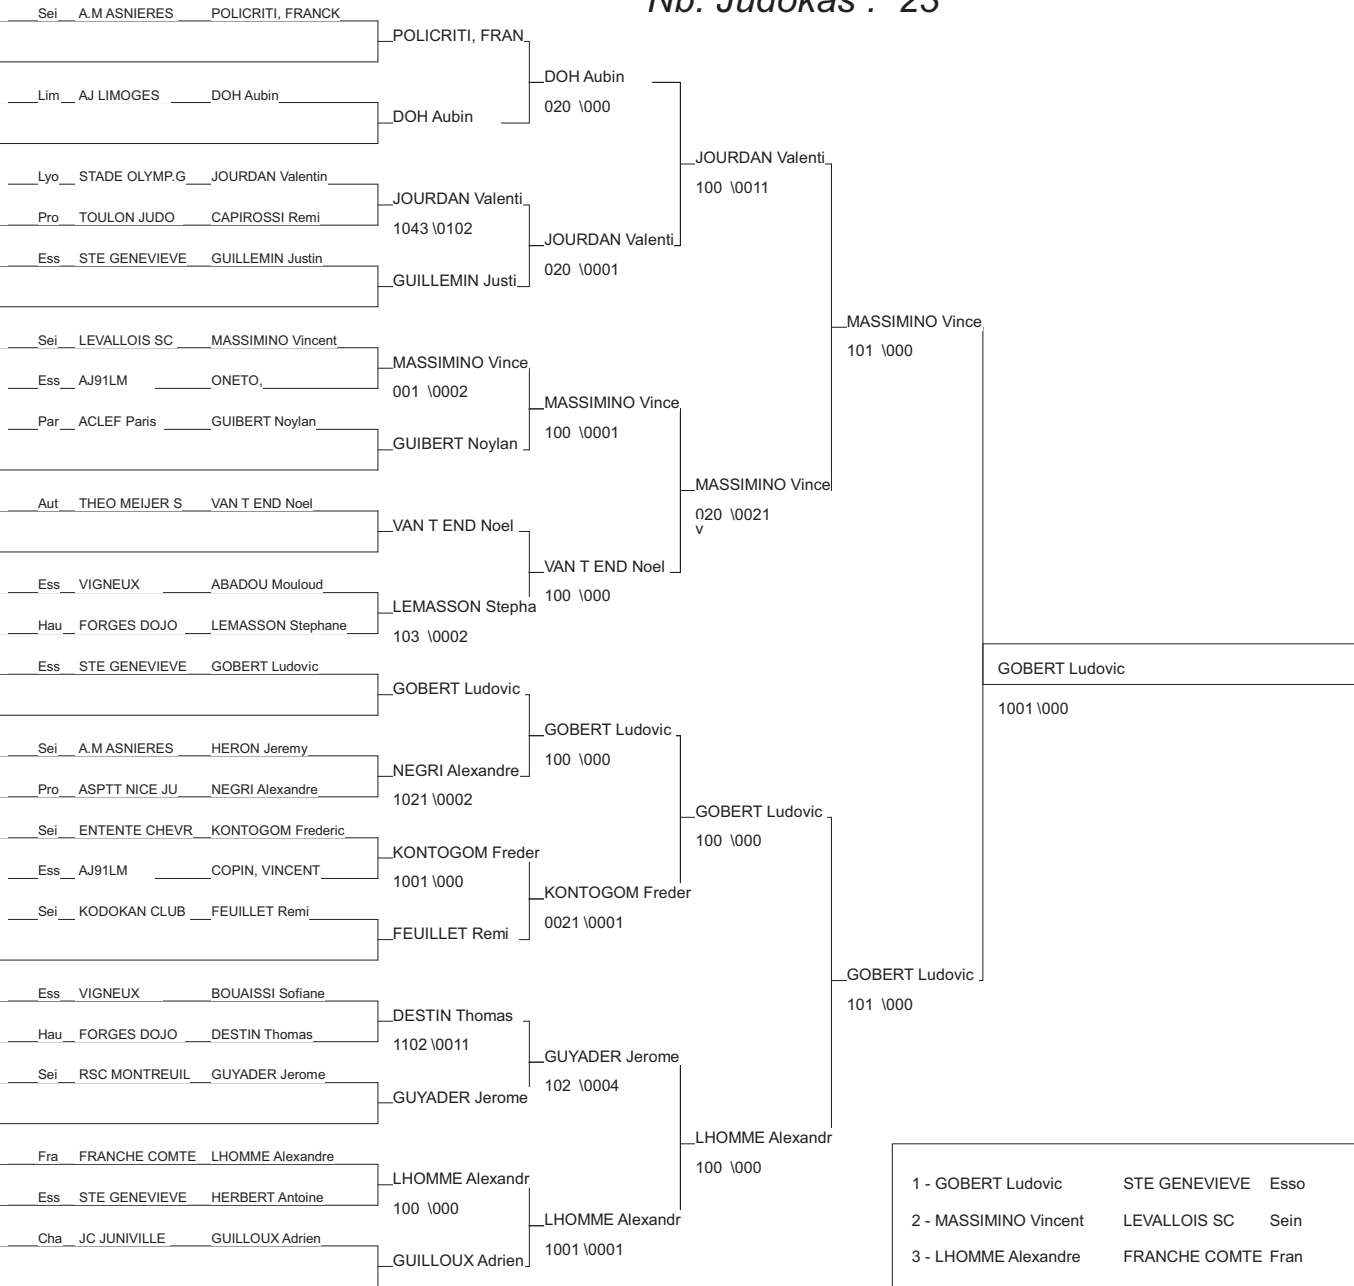 Nb. Judokas : 23
Sei A.M ASNIERES POLICRITI, FRANCK
POLICRITI, FRAN
DOH Aubin
020 \000
Lim AJ LIMOGES DOH Aubin
DOH Aubin
JOURDAN Valenti
100 \0011
Lyo STADE OLYMP.G JOURDAN Valentin
JOURDAN Valenti
1043 \0102
Pro TOULON JUDO CAPIROSSI Remi
JOURDAN Valenti
020 \0001
Ess STE GENEVIEVE GUILLEMIN Justin
GUILLEMIN Justi
MASSIMINO Vince
101 \000
Sei LEVALLOIS SC MASSIMINO Vincent
MASSIMINO Vince
001 \0002
Ess AJ91LM ONETO,
MASSIMINO Vince
100 \0001
Par ACLEF Paris GUIBERT Noylan
GUIBERT Noylan
MASSIMINO Vince
020 \0021
v
Aut THEO MEIJER S VAN T END Noel
VAN T END Noel
VAN T END Noel
100 \000
Ess VIGNEUX ABADOU Mouloud
LEMASSON Stepha
103 \0002
Hau FORGES DOJO LEMASSON Stephane
GOBERT Ludovic
1001 \000
Ess STE GENEVIEVE GOBERT Ludovic
GOBERT Ludovic
GOBERT Ludovic
100 \000
Sei A.M ASNIERES HERON Jeremy
NEGRI Alexandre
1021 \0002
Pro ASPTT NICE JU NEGRI Alexandre
GOBERT Ludovic
100 \000
Sei ENTENTE CHEVR KONTOGOM Frederic
KONTOGOM Freder
1001 \000
Ess AJ91LM COPIN, VINCENT
KONTOGOM Freder
0021 \0001
Sei KODOKAN CLUB FEUILLET Remi
FEUILLET Remi
GOBERT Ludovic
101 \000
Ess VIGNEUX BOUAISSI Sofiane
DESTIN Thomas
1102 \0011
Hau FORGES DOJO DESTIN Thomas
GUYADER Jerome
102 \0004
Sei RSC MONTREUIL GUYADER Jerome
GUYADER Jerome
LHOMME Alexandr
100 \000
Fra FRANCHE COMTE LHOMME Alexandre
LHOMME Alexandr
100 \000
Ess STE GENEVIEVE HERBERT Antoine
LHOMME Alexandr
1001 \0001
Cha JC JUNIVILLE GUILLOUX Adrien
GUILLOUX Adrien
1 - GOBERT Ludovic STE GENEVIEVE Esso
2 - MASSIMINO Vincent LEVALLOIS SC Sein
3 - LHOMME Alexandre FRANCHE COMTE Fran